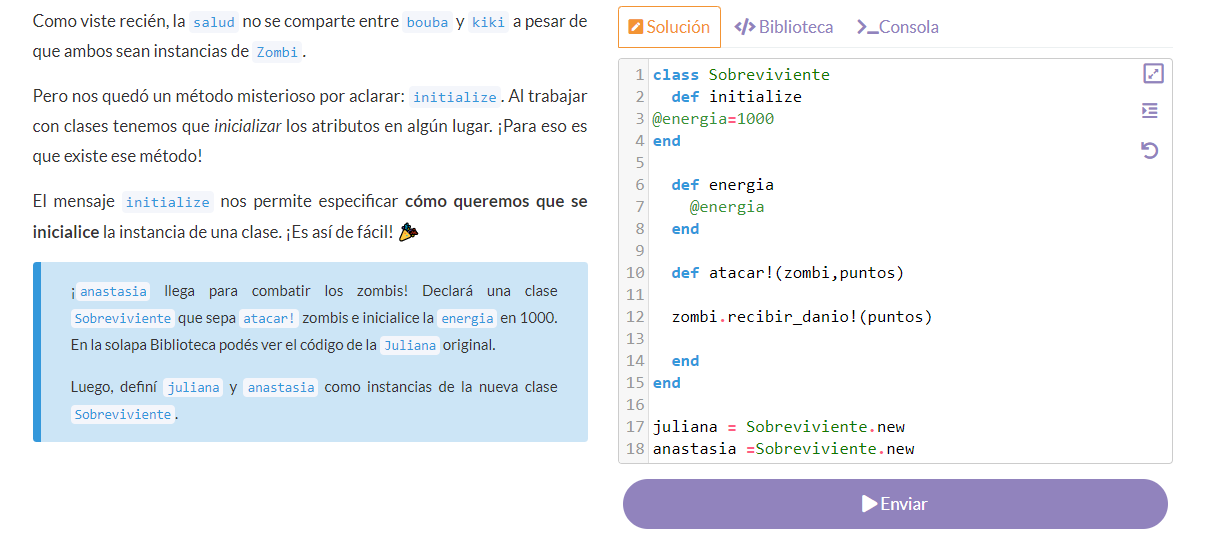 Como viste recién, la salud no se comparte entre bouba y kiki a pesar de
que ambos sean instancias de Zombi.
Pero nos quedó un método misterioso por aclarar: initialize. Al trabajar
con clases tenemos que inicializar los atributos en algún lugar. ¡Para eso es
que existe ese método!
El mensaje initialize nos permite especificar cómo queremos que se
inicialice la instancia de una clase. ¡Es así de fácil!
¡anastasia llega para combatir los zombis! Declará una clase
Sobreviviente que sepa atacar! zombis e inicialice la energia en 1000.
En la solapa Biblioteca podés ver el código de la Juliana original.
Luego, definí juliana y anastasia como instancias de la nueva clase
Sobreviviente.
Solución
Biblioteca
Consola
1 class Sobreviviente
2 def initialize
3 @energia=1000
4 end
5
6 def energia
7 @energia
8 end
9
10 def atacar!(zombi,puntos)
11
12 zombi.recibir_danio!(puntos)
13
14 end
15 end
16
17 juliana = Sobreviviente.new
18 anastasia =Sobreviviente.new
Enviar